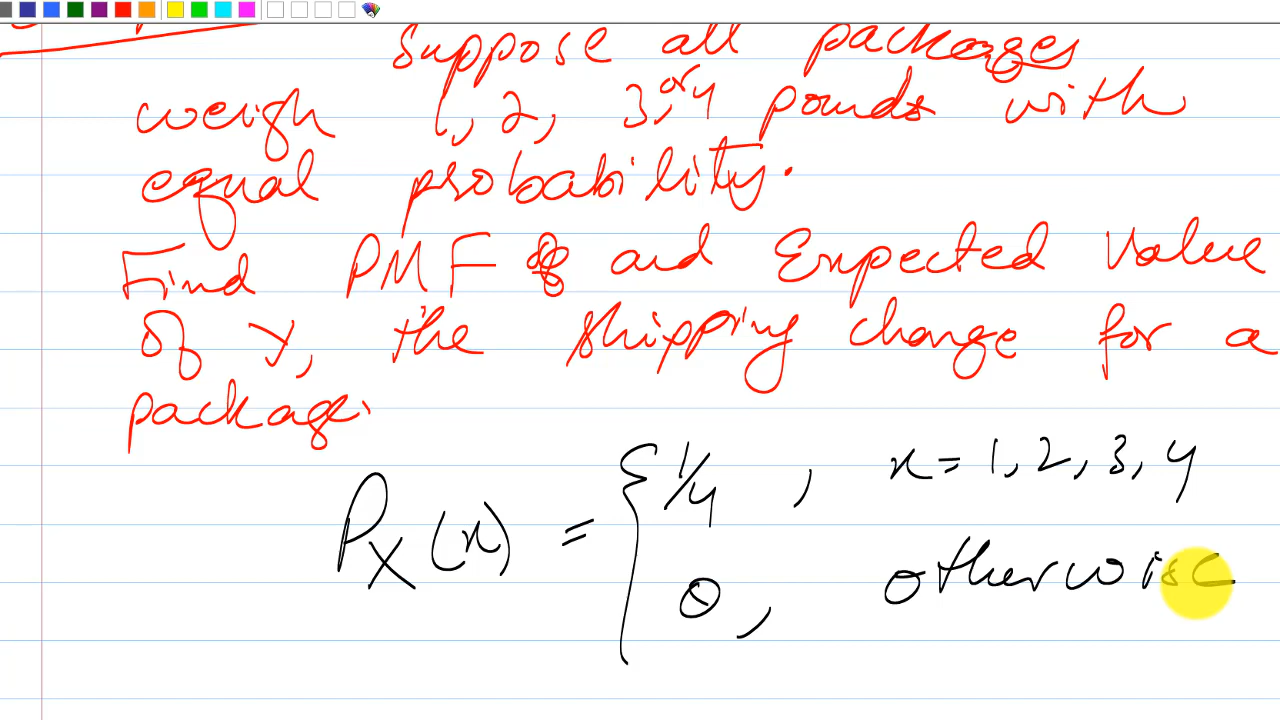 Suppose all packages
weigh 1, 2, 3, or 4 pounds with
equal probability.
Find PMF and Expected Value
of Y, the shipping charge for a
package.
P_X(x) = { 1/4 , x = 1, 2, 3, 4
0, otherwise